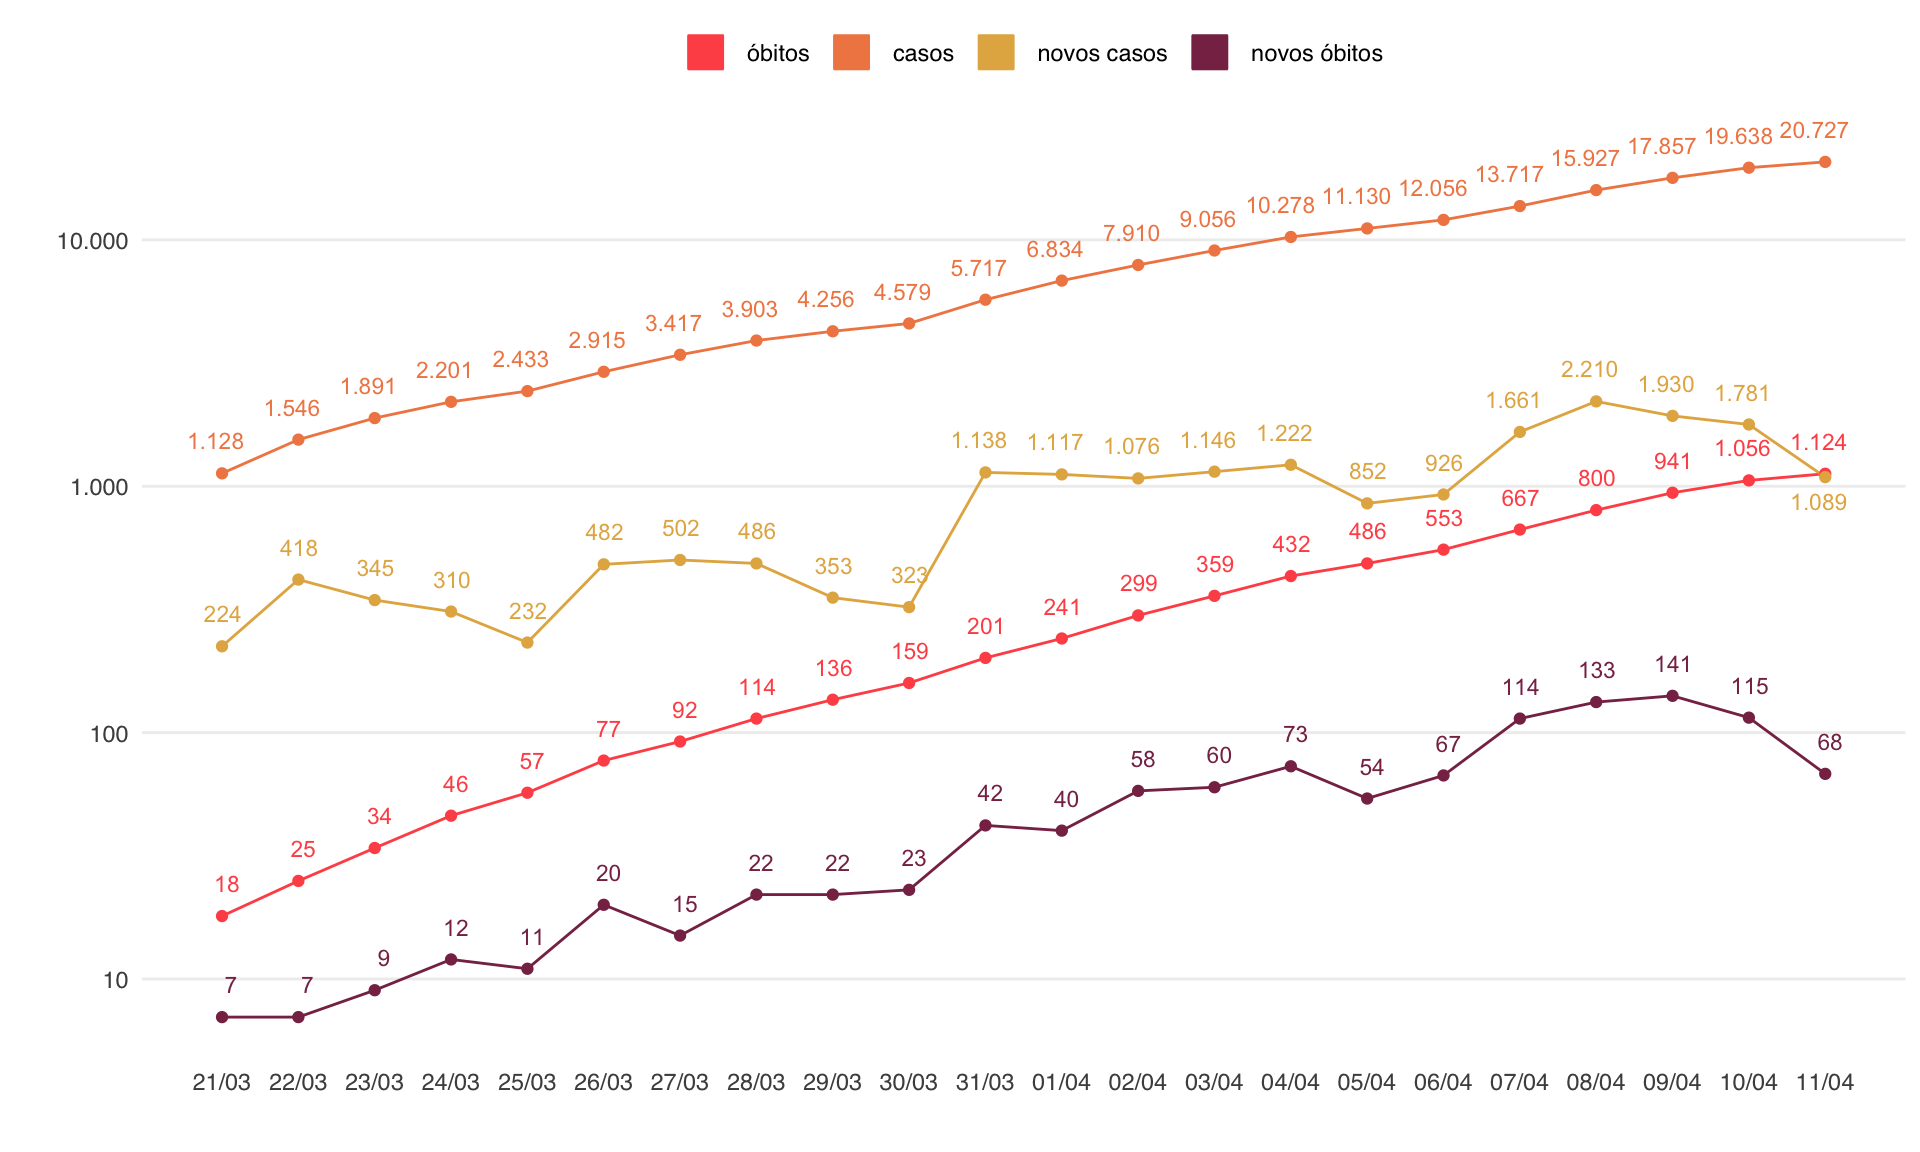 óbitos casos novos casos novos óbitos
1.128 1.546 1.891 2.201 2.433 2.915 3.417 3.903 4.256 4.579 5.717 6.834 7.910 9.056 10.278 11.130 12.056 13.717 15.927 17.857 19.638 20.727
10.000
224 418 345 310 232 482 502 486 353 323 1.138 1.117 1.076 1.146 1.222 852 926 1.661 2.210 1.930 1.781 1.089
1.000
18 25 34 46 57 77 92 114 136 159 201 241 299 359 432 486 553 667 800 941 1.056 1.124
100
7 7 9 12 11 20 15 22 22 23 42 40 58 60 73 54 67 114 133 141 115 68
10
21/03 22/03 23/03 24/03 25/03 26/03 27/03 28/03 29/03 30/03 31/03 01/04 02/04 03/04 04/04 05/04 06/04 07/04 08/04 09/04 10/04 11/04